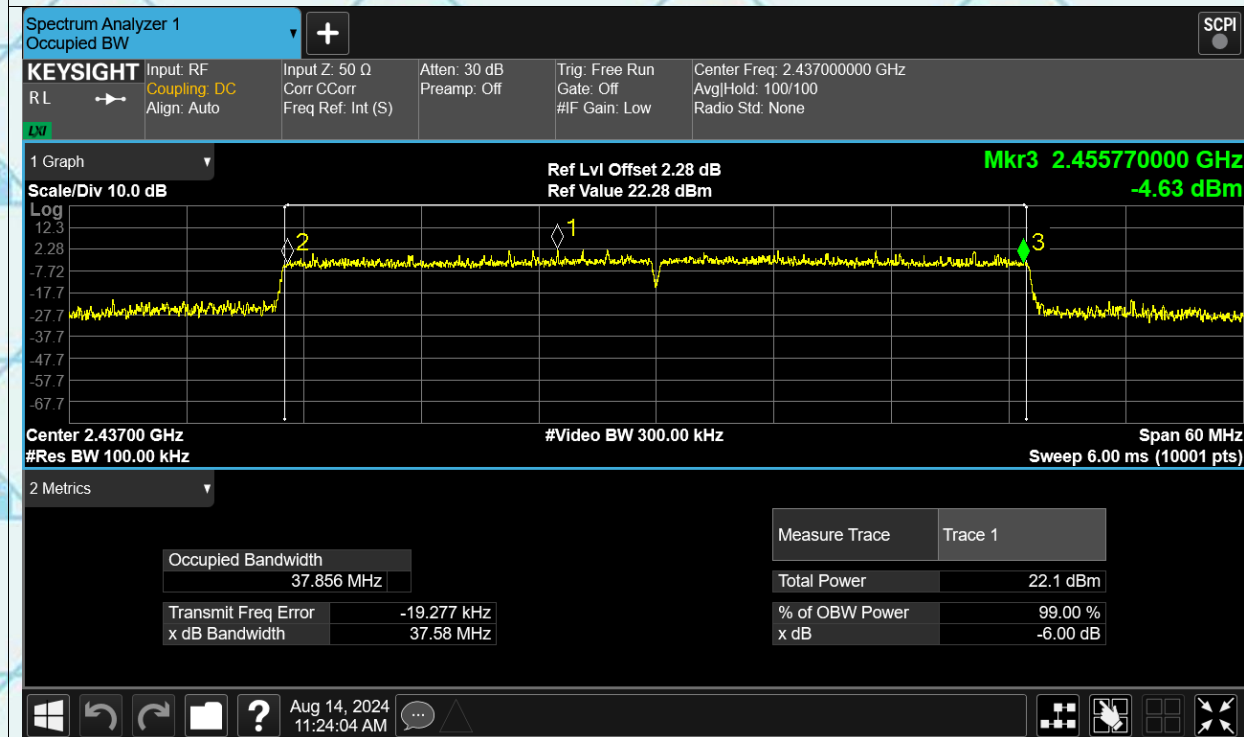 Spectrum Analyzer 1
Occupied BW
▼
+
SCPI
KEYSIGHT
RL
LXI
Input: RF
Coupling: DC
Align: Auto
Input Z: 50 Ω
Corr CCorr
Freq Ref: Int (S)
Atten: 30 dB
Preamp: Off
Trig: Free Run
Gate: Off
#IF Gain: Low
Center Freq: 2.437000000 GHz
Avg|Hold: 100/100
Radio Std: None
1 Graph ▼
Scale/Div 10.0 dB
Ref Lvl Offset 2.28 dB
Ref Value 22.28 dBm
Mkr3 2.455770000 GHz
-4.63 dBm
Log
12.3
2.28
-7.72
-17.7
-27.7
-37.7
-47.7
-57.7
-67.7
2
1
3
Center 2.43700 GHz
#Video BW 300.00 kHz
Span 60 MHz
#Res BW 100.00 kHz
Sweep 6.00 ms (10001 pts)
2 Metrics ▼
Occupied Bandwidth
37.856 MHz
Transmit Freq Error -19.277 kHz
x dB Bandwidth 37.58 MHz
Measure Trace Trace 1
Total Power 22.1 dBm
% of OBW Power 99.00 %
x dB -6.00 dB
?
Aug 14, 2024
11:24:04 AM